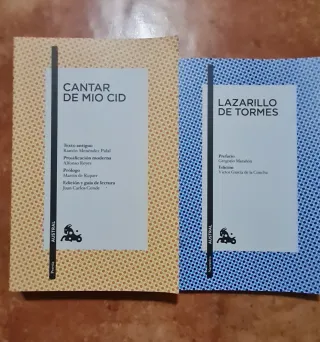 CANTAR
DE MIO CID
Texto antiguo
Ramón Menéndez Pidal
Prosificación moderna
Alfonso Reyes
Prólogo
Martín de Riquer
Edición y guía de lectura
Juan Carlos Conde
AUSTRAL
Poesía
LAZARILLO
DE TORMES
Prefacio
Gregorio Marañón
Edición
Víctor García de la Concha
AUSTRAL